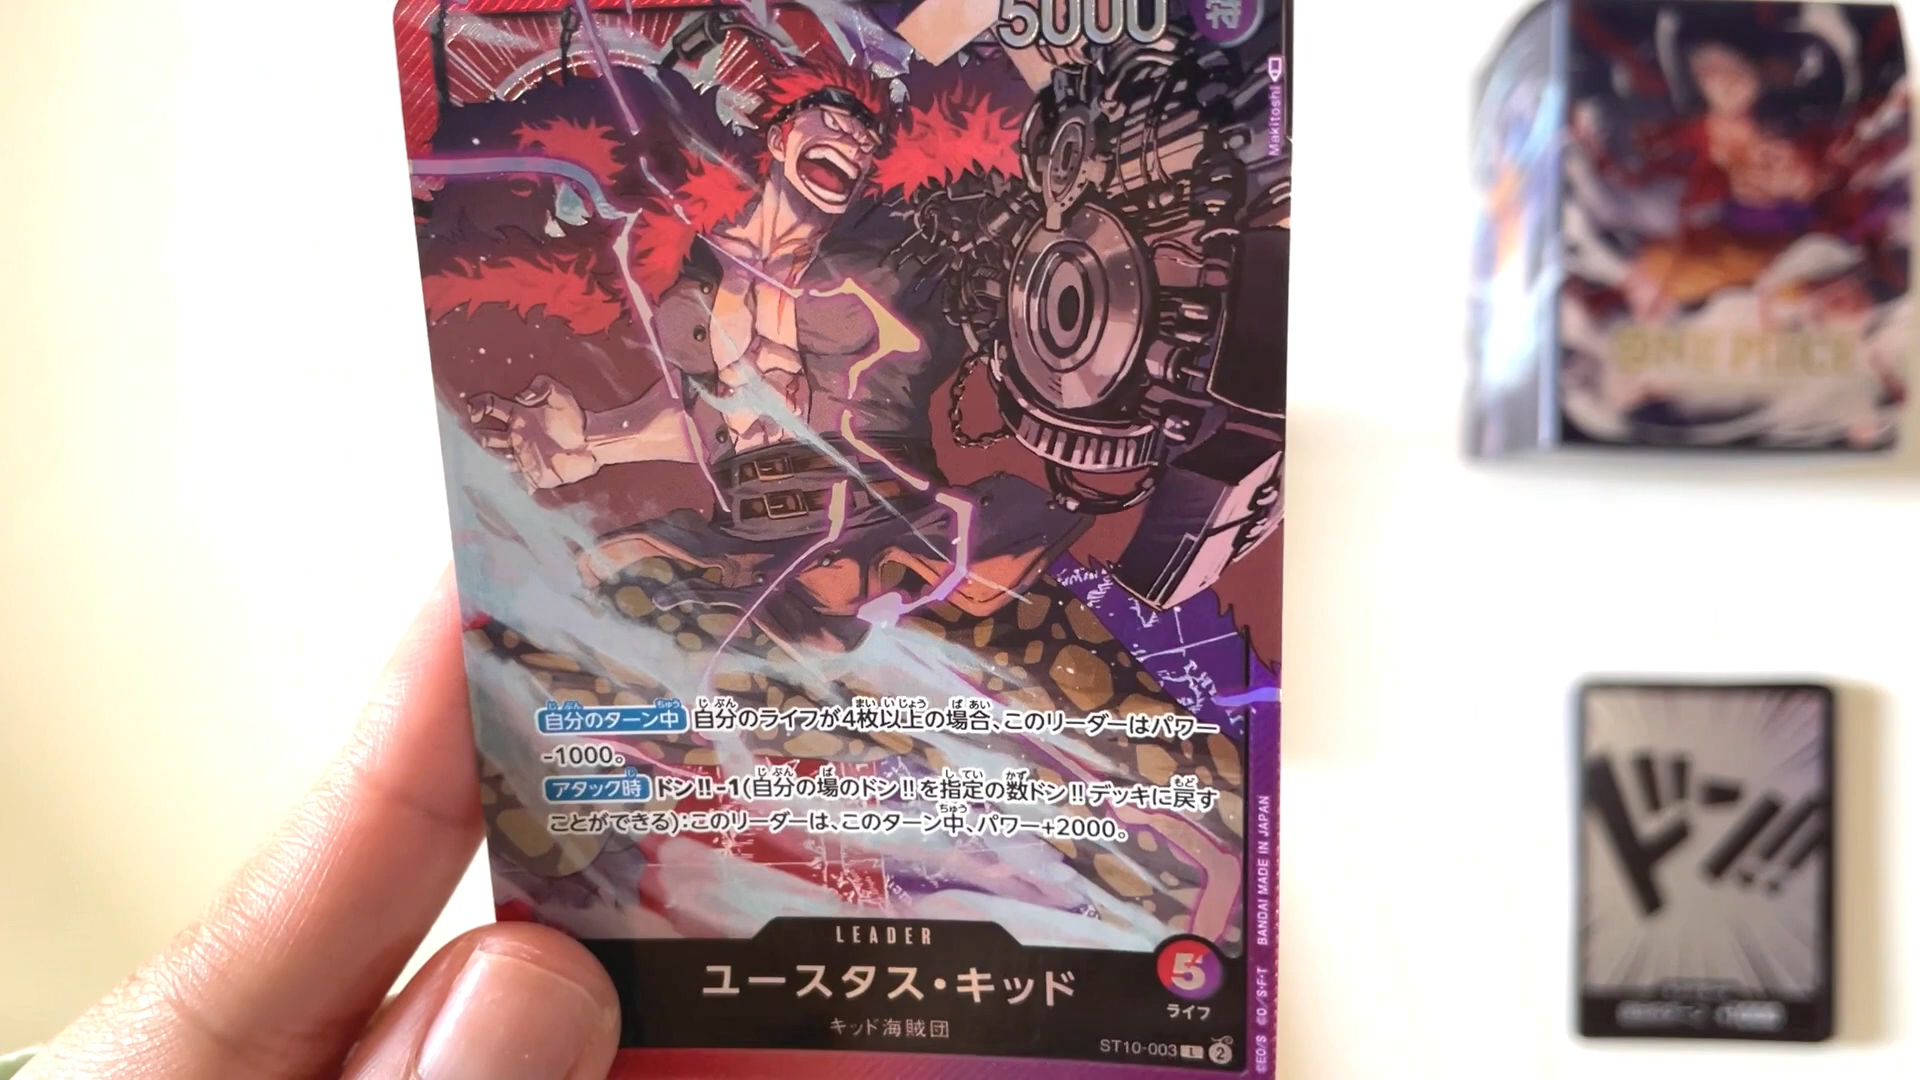 5000
特
Makitoshi
ONE PIECE
自分のターン中 自分のライフが4枚以上の場合、このリーダーはパワー
-1000。
アタック時 ドン!!-1(自分の場のドン!!を指定の数ドン!!デッキに戻す
ことができる):このリーダーは、このターン中、パワー+2000。
ドン!!
LEADER
ユースタス・キッド
5
ライフ
キッド海賊団
ST10-003 L 2
©EO/S ©O/S・F・T BANDAI MADE IN JAPAN